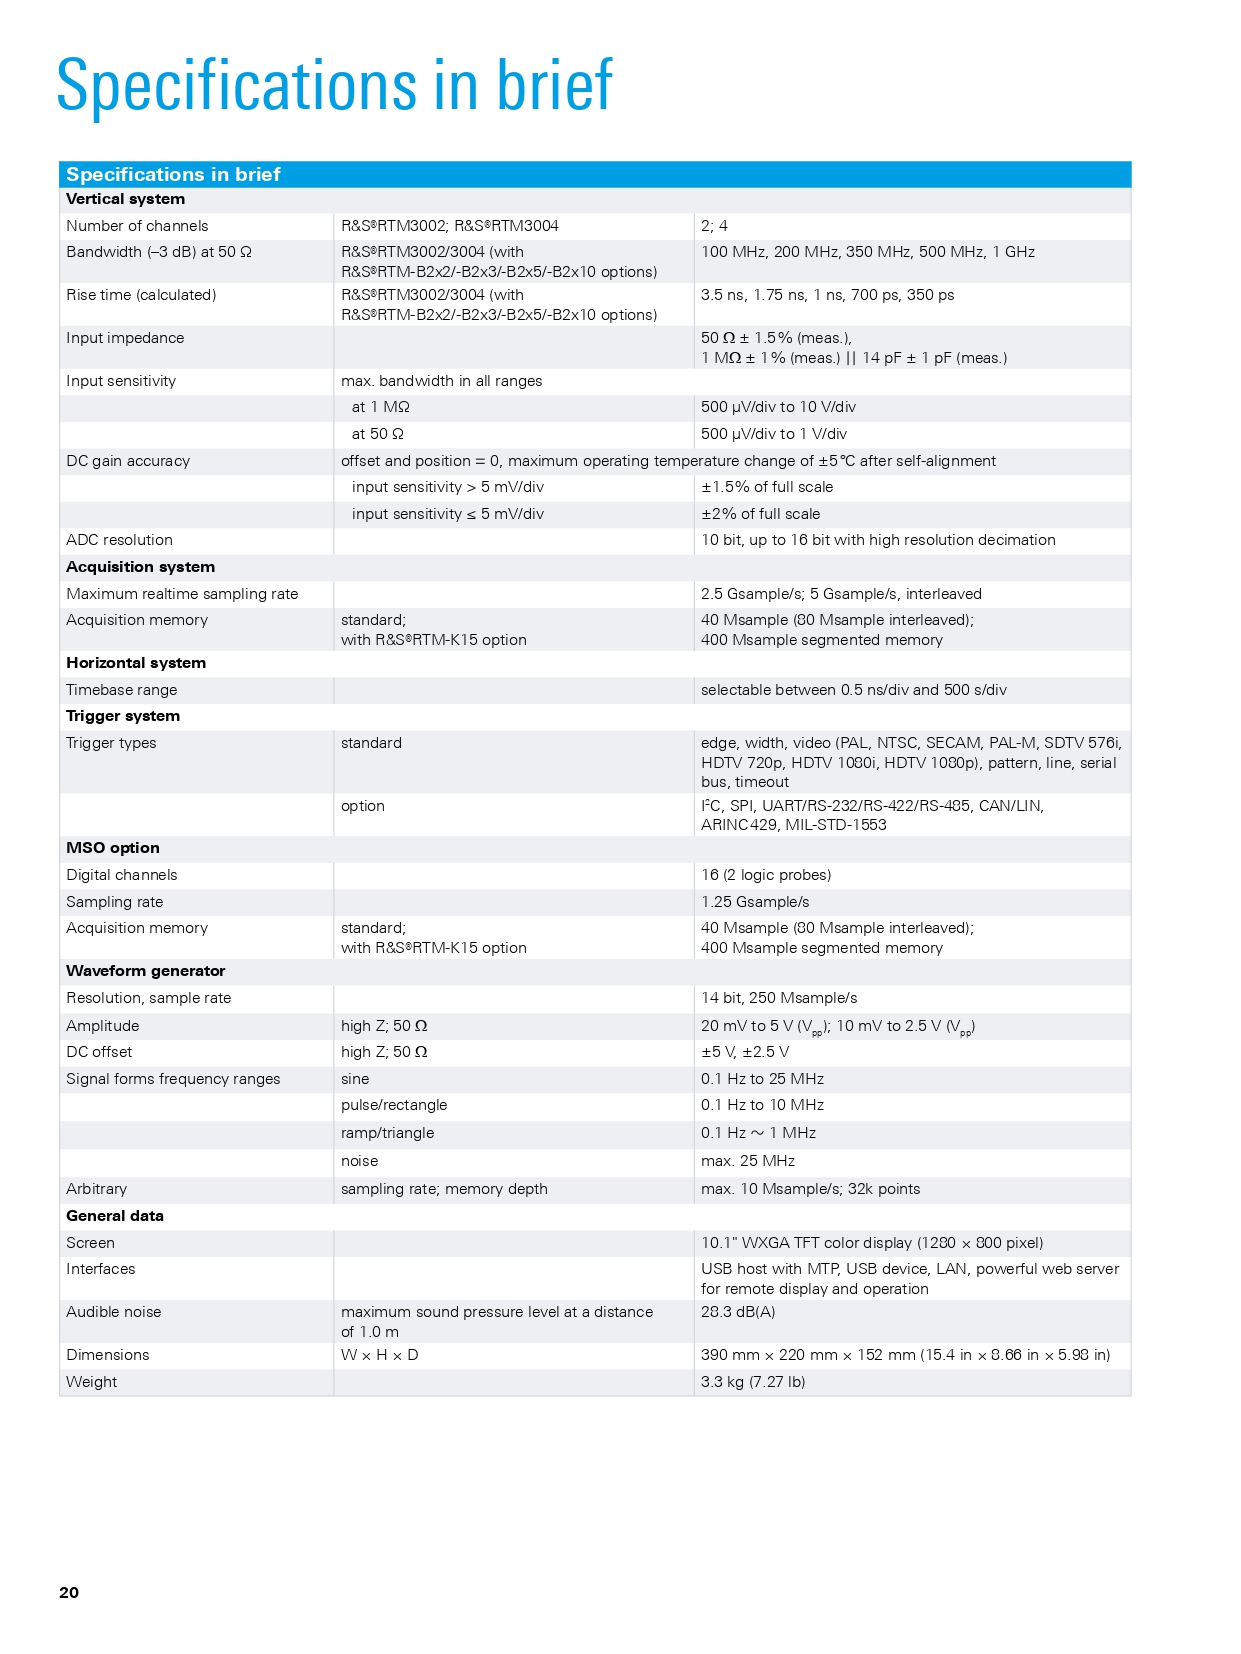 Specifications in brief
Specifications in brief
Vertical system
Number of channels R&S®RTM3002; R&S®RTM3004 2; 4
Bandwidth (–3 dB) at 50 Ω R&S®RTM3002/3004 (with 100 MHz, 200 MHz, 350 MHz, 500 MHz, 1 GHz
R&S®RTM-B2x2/-B2x3/-B2x5/-B2x10 options)
Rise time (calculated) R&S®RTM3002/3004 (with 3.5 ns, 1.75 ns, 1 ns, 700 ps, 350 ps
R&S®RTM-B2x2/-B2x3/-B2x5/-B2x10 options)
Input impedance 50 Ω ± 1.5% (meas.),
1 MΩ ± 1% (meas.) || 14 pF ± 1 pF (meas.)
Input sensitivity max. bandwidth in all ranges
at 1 MΩ 500 µV/div to 10 V/div
at 50 Ω 500 µV/div to 1 V/div
DC gain accuracy offset and position = 0, maximum operating temperature change of ±5 °C after self-alignment
input sensitivity > 5 mV/div ±1.5% of full scale
input sensitivity ≤ 5 mV/div ±2% of full scale
ADC resolution 10 bit, up to 16 bit with high resolution decimation
Acquisition system
Maximum realtime sampling rate 2.5 Gsample/s; 5 Gsample/s, interleaved
Acquisition memory standard; 40 Msample (80 Msample interleaved);
with R&S®RTM-K15 option 400 Msample segmented memory
Horizontal system
Timebase range selectable between 0.5 ns/div and 500 s/div
Trigger system
Trigger types standard edge, width, video (PAL, NTSC, SECAM, PAL-M, SDTV 576i,
HDTV 720p, HDTV 1080i, HDTV 1080p), pattern, line, serial
bus, timeout
option I²C, SPI, UART/RS-232/RS-422/RS-485, CAN/LIN,
ARINC 429, MIL-STD-1553
MSO option
Digital channels 16 (2 logic probes)
Sampling rate 1.25 Gsample/s
Acquisition memory standard; 40 Msample (80 Msample interleaved);
with R&S®RTM-K15 option 400 Msample segmented memory
Waveform generator
Resolution, sample rate 14 bit, 250 Msample/s
Amplitude high Z; 50 Ω 20 mV to 5 V (Vpp); 10 mV to 2.5 V (Vpp)
DC offset high Z; 50 Ω ±5 V, ±2.5 V
Signal forms frequency ranges sine 0.1 Hz to 25 MHz
pulse/rectangle 0.1 Hz to 10 MHz
ramp/triangle 0.1 Hz ～ 1 MHz
noise max. 25 MHz
Arbitrary sampling rate; memory depth max. 10 Msample/s; 32k points
General data
Screen 10.1" WXGA TFT color display (1280 × 800 pixel)
Interfaces USB host with MTP, USB device, LAN, powerful web server
for remote display and operation
Audible noise maximum sound pressure level at a distance 28.3 dB(A)
of 1.0 m
Dimensions W × H × D 390 mm × 220 mm × 152 mm (15.4 in × 8.66 in × 5.98 in)
Weight 3.3 kg (7.27 lb)
20